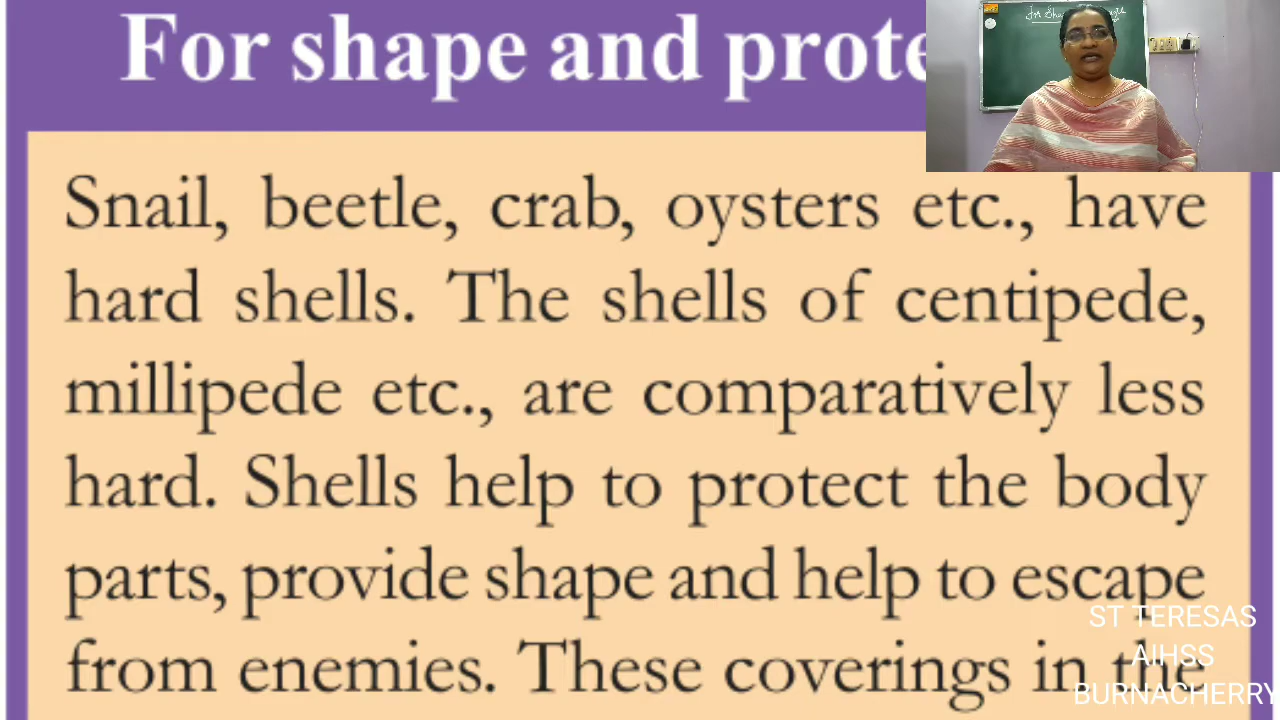 For shape and prote
Snail, beetle, crab, oysters etc., have
hard shells. The shells of centipede,
millipede etc., are comparatively less
hard. Shells help to protect the body
parts, provide shape and help to escape
from enemies. These coverings in the
ST TERESAS
AIHSS
BURNACHERRY